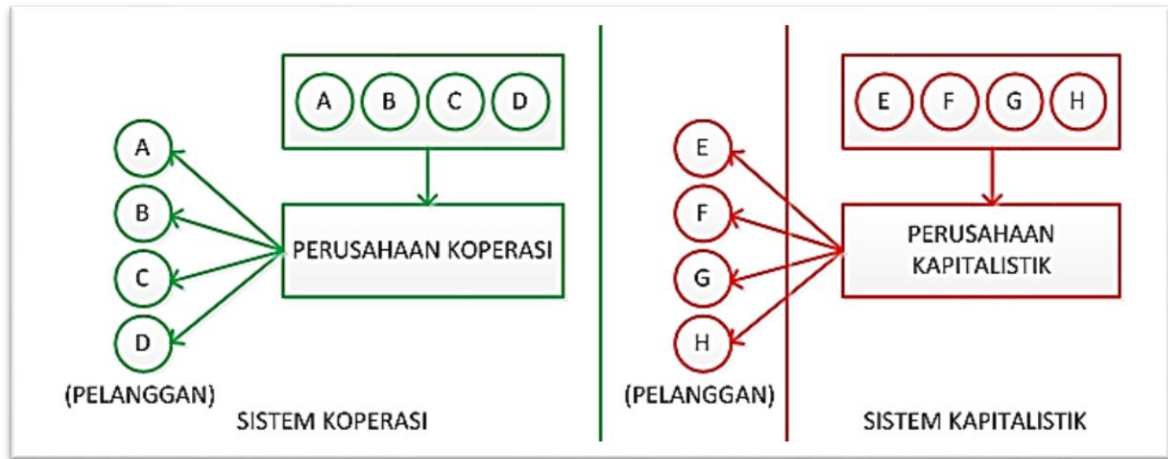 A B C D
A
B
C
D
PERUSAHAAN KOPERASI
(PELANGGAN)
SISTEM KOPERASI
E F G H
E
F
G
H
PERUSAHAAN
KAPITALISTIK
(PELANGGAN)
SISTEM KAPITALISTIK